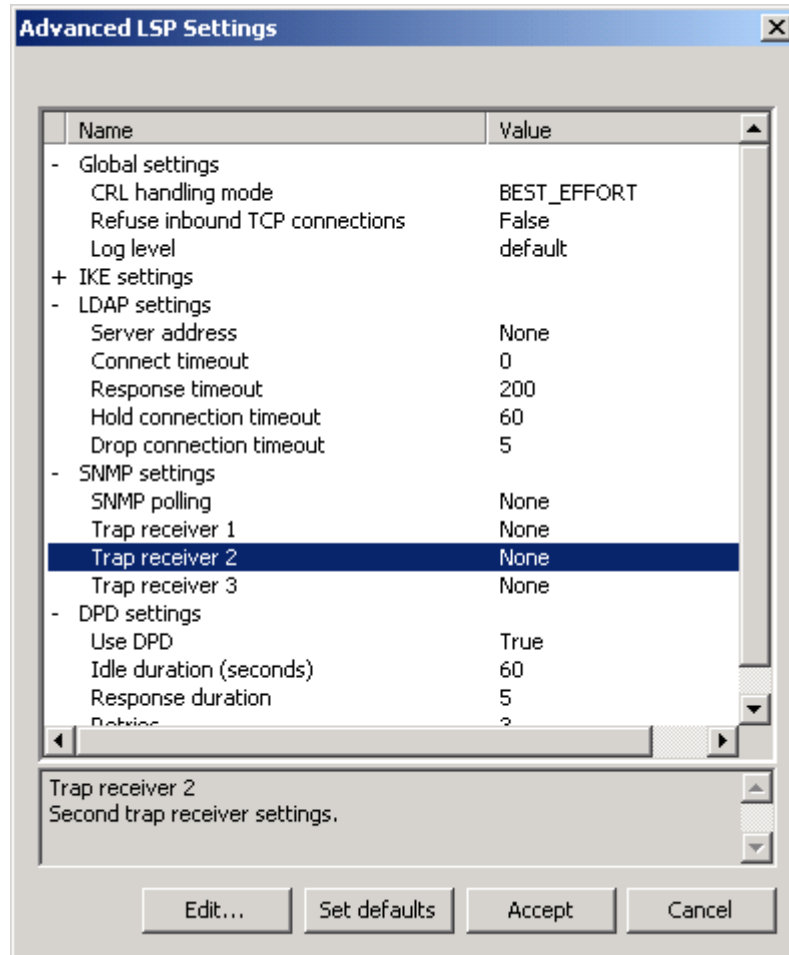 Advanced LSP Settings
Name Value
- Global settings
CRL handling mode BEST_EFFORT
Refuse inbound TCP connections False
Log level default
+ IKE settings
- LDAP settings
Server address None
Connect timeout 0
Response timeout 200
Hold connection timeout 60
Drop connection timeout 5
- SNMP settings
SNMP polling None
Trap receiver 1 None
Trap receiver 2 None
Trap receiver 3 None
- DPD settings
Use DPD True
Idle duration (seconds) 60
Response duration 5
Retries
Trap receiver 2
Second trap receiver settings.
Edit... Set defaults Accept Cancel